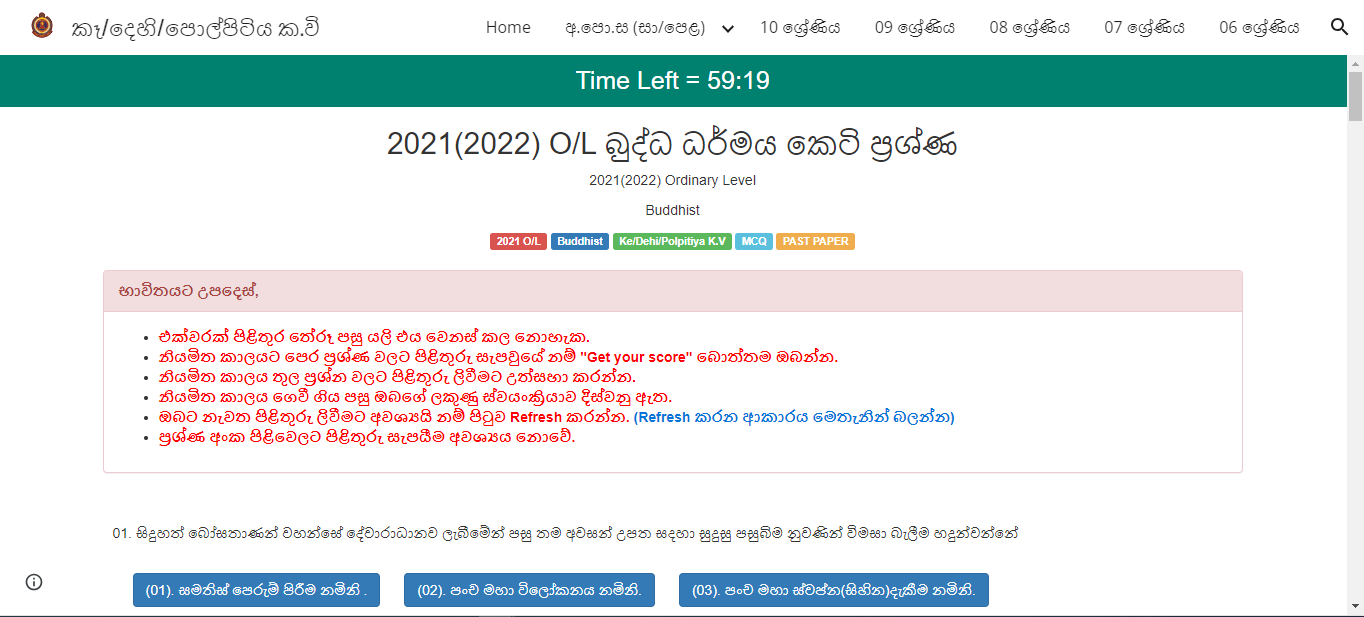 කෑ/දෙහි/පොල්පිටිය ක.වි
Home අ.පො.ස (සා/පෙළ) 10 ශ්‍රේණිය 09 ශ්‍රේණිය 08 ශ්‍රේණිය 07 ශ්‍රේණිය 06 ශ්‍රේණිය
Time Left = 59:19
2021(2022) O/L බුද්ධ ධර්මය කෙටි ප්‍රශ්ණ
2021(2022) Ordinary Level
Buddhist
2021 O/L Buddhist Ke/Dehi/Polpitiya K.V MCQ PAST PAPER
භාවිතයට උපදෙස්,
එක්වරක් පිළිතුර තේරූ පසු යලි එය වෙනස් කල නොහැක.
නියමිත කාලයට පෙර ප්‍රශ්ණ වලට පිළිතුරු සැපවුයේ නම් "Get your score" බොත්තම ඔබන්න.
නියමිත කාලය තුල ප්‍රශ්න වලට පිළිතුරු ලිවීමට උත්සහා කරන්න.
නියමිත කාලය ගෙවී ගිය පසු ඔබගේ ලකුණු ස්වයංක්‍රියාව දිස්වනු ඇත.
ඔබට නැවත පිළිතුරු ලිවීමට අවශ්‍යයි නම් පිටුව Refresh කරන්න. (Refresh කරන ආකාරය මෙතැනින් බලන්න)
ප්‍රශ්ණ අංක පිළිවෙලට පිළිතුරු සැපයීම අවශ්‍යය නොවේ.
01. සිදුහත් බෝසතාණන් වහන්සේ දේවාරාධානව ලැබීමෙන් පසු තම අවසන් උපත සදහා සුදුසු පසුබිම නුවණින් විමසා බැලීම හදුන්වන්නේ
(01). සමතිස් පෙරුම් පිරීම නමිනි . (02). පංච මහා විලෝකනය නමිනි. (03). පංච මහා ස්වප්න(සිහින)දැකීම නමිනි.